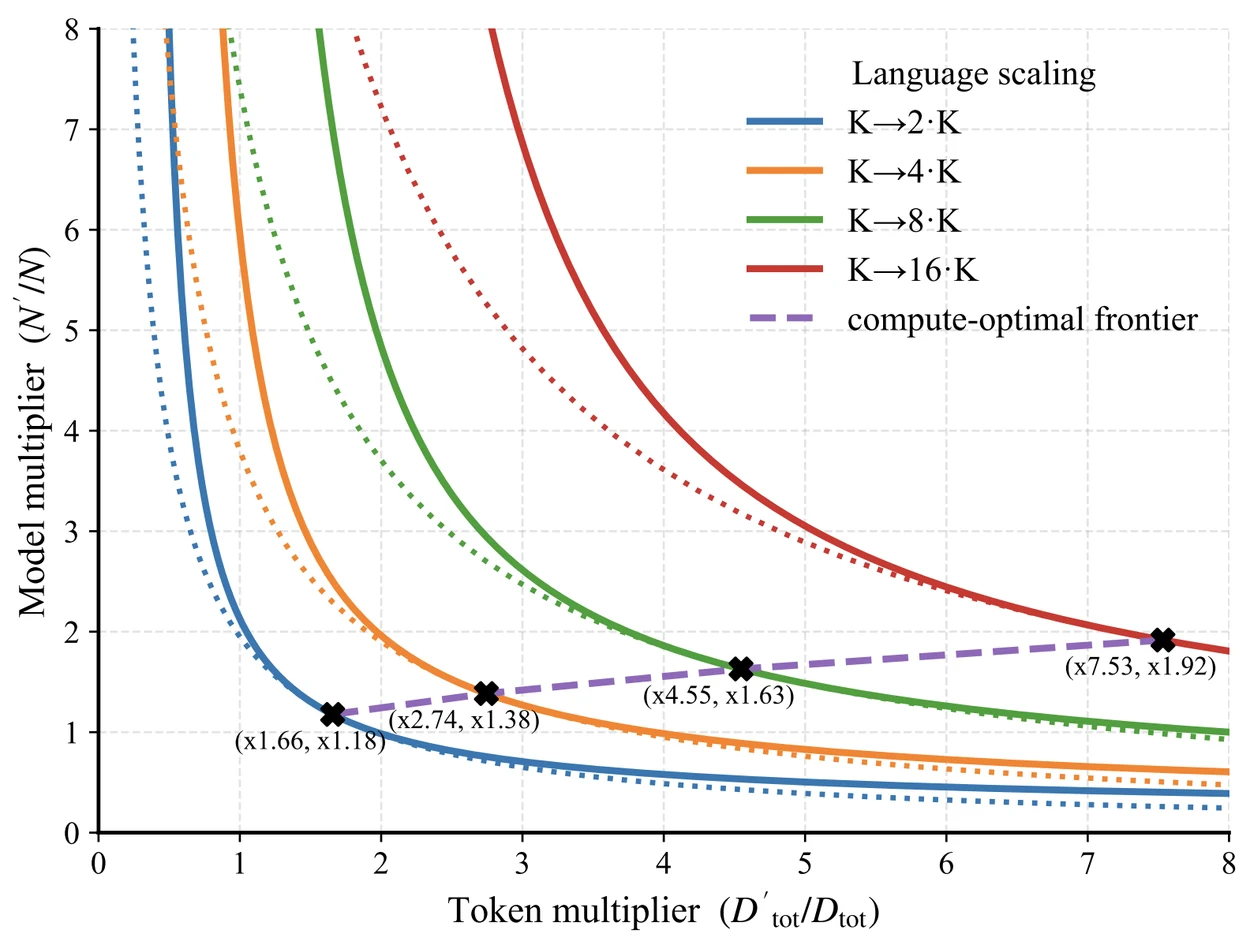 Language scaling
K→2·K
K→4·K
K→8·K
K→16·K
compute-optimal frontier
Model multiplier (N′/N)
8
7
6
5
4
3
2
1
0
(x1.66, x1.18)
(x2.74, x1.38)
(x4.55, x1.63)
(x7.53, x1.92)
0 1 2 3 4 5 6 7 8
Token multiplier (D′tot/Dtot)